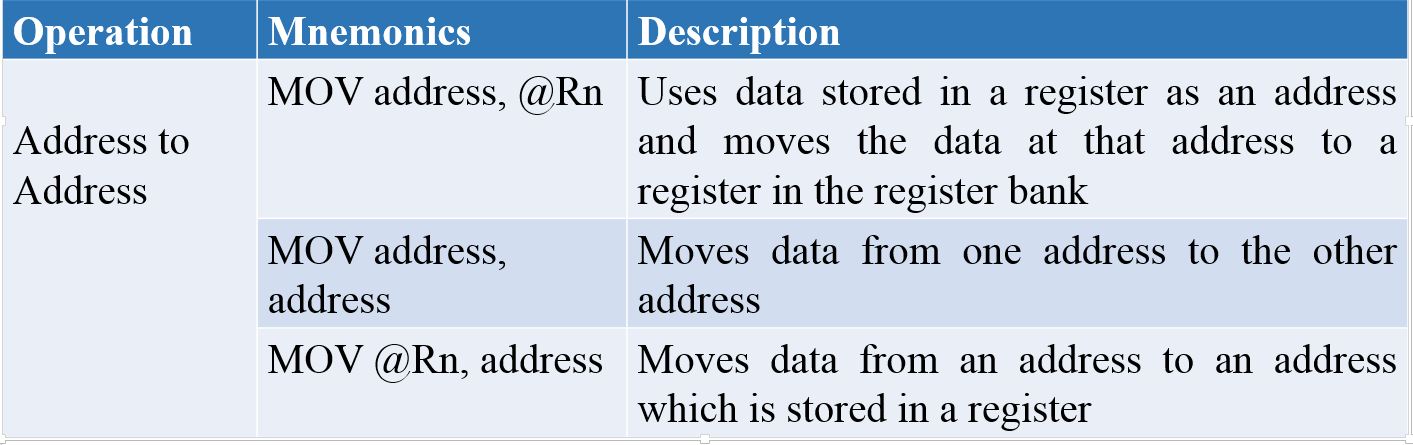 Operation
Mnemonics
Description
Address to
Address
MOV address, @Rn
Uses data stored in a register as an address
and moves the data at that address to a
register in the register bank
MOV address,
address
Moves data from one address to the other
address
MOV @Rn, address
Moves data from an address to an address
which is stored in a register